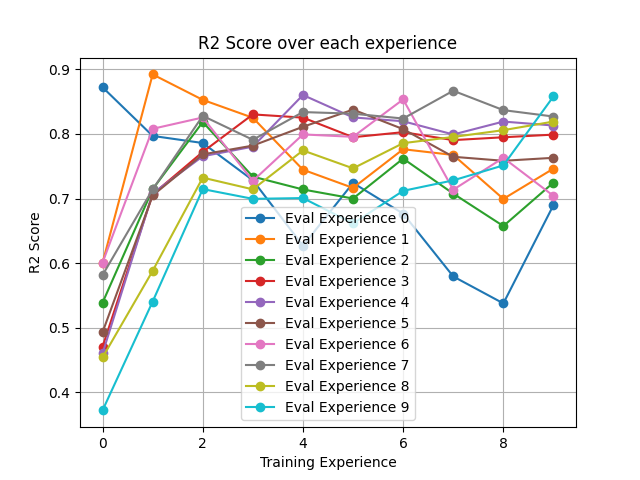 R2 Score over each experience
0.9
0.8
0.7
0.6
0.5
0.4
R2 Score
Eval Experience 0
Eval Experience 1
Eval Experience 2
Eval Experience 3
Eval Experience 4
Eval Experience 5
Eval Experience 6
Eval Experience 7
Eval Experience 8
Eval Experience 9
0 2 4 6 8
Training Experience